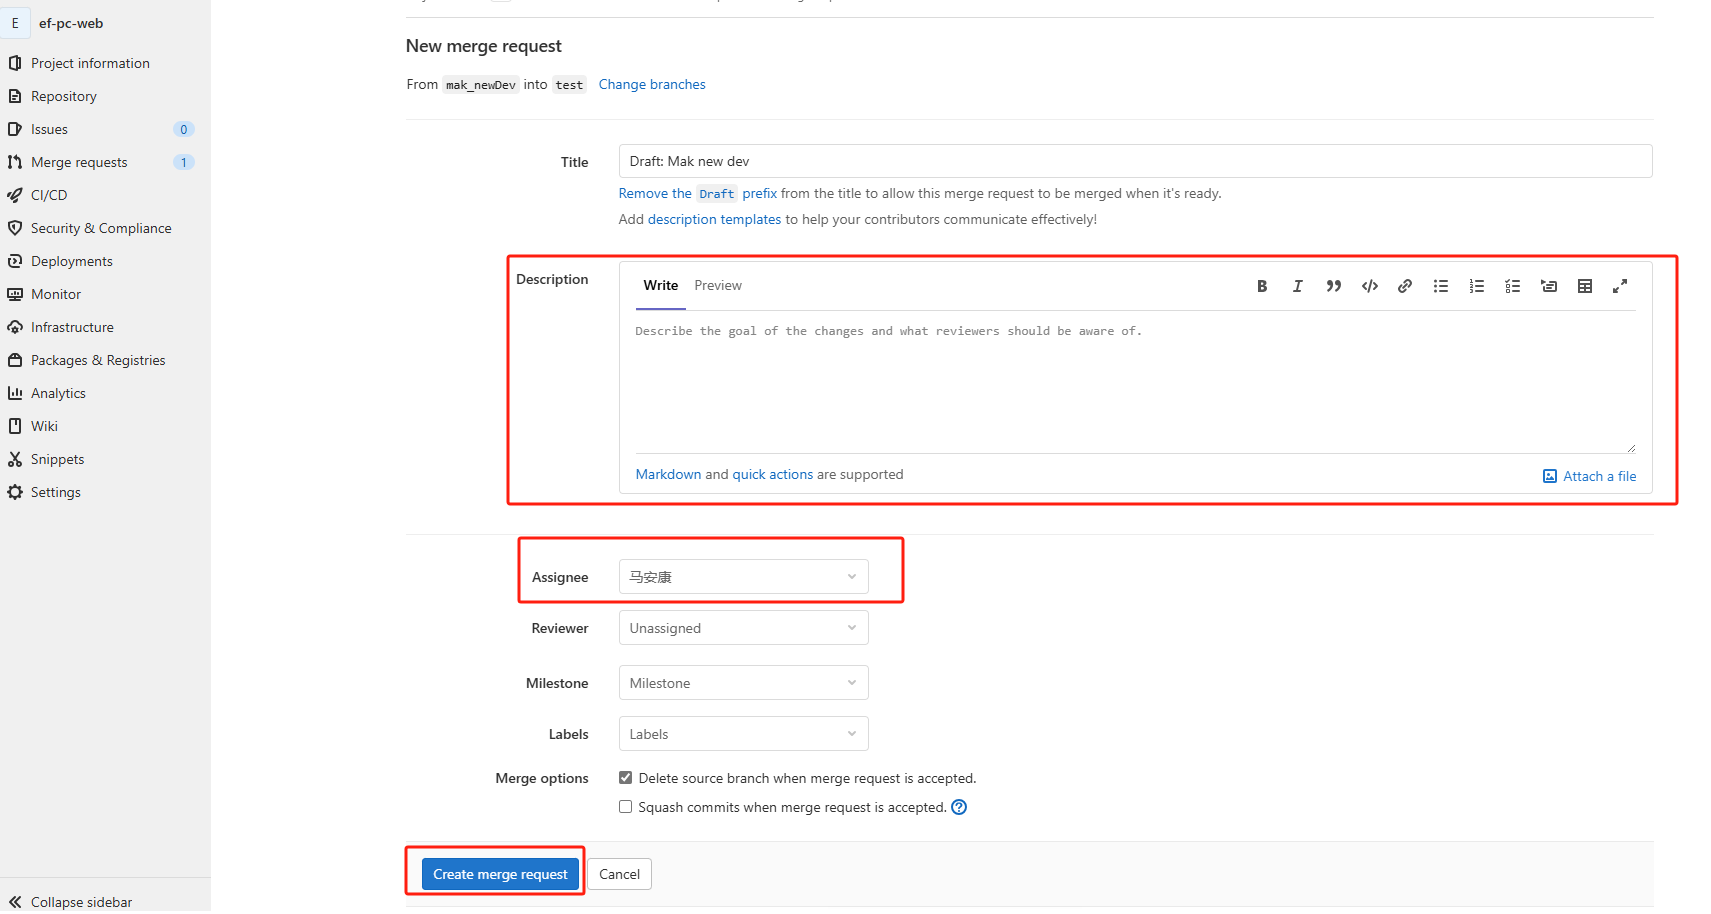 E ef-pc-web
Project information
Repository
Issues 0
Merge requests 1
CI/CD
Security & Compliance
Deployments
Monitor
Infrastructure
Packages & Registries
Analytics
Wiki
Snippets
Settings
Collapse sidebar
New merge request
From mak_newDev into test Change branches
Title Draft: Mak new dev
Remove the Draft prefix from the title to allow this merge request to be merged when it's ready.
Add description templates to help your contributors communicate effectively!
Description Write Preview
Describe the goal of the changes and what reviewers should be aware of.
Markdown and quick actions are supported Attach a file
Assignee 马安康
Reviewer Unassigned
Milestone Milestone
Labels Labels
Merge options Delete source branch when merge request is accepted.
Squash commits when merge request is accepted.
Create merge request Cancel